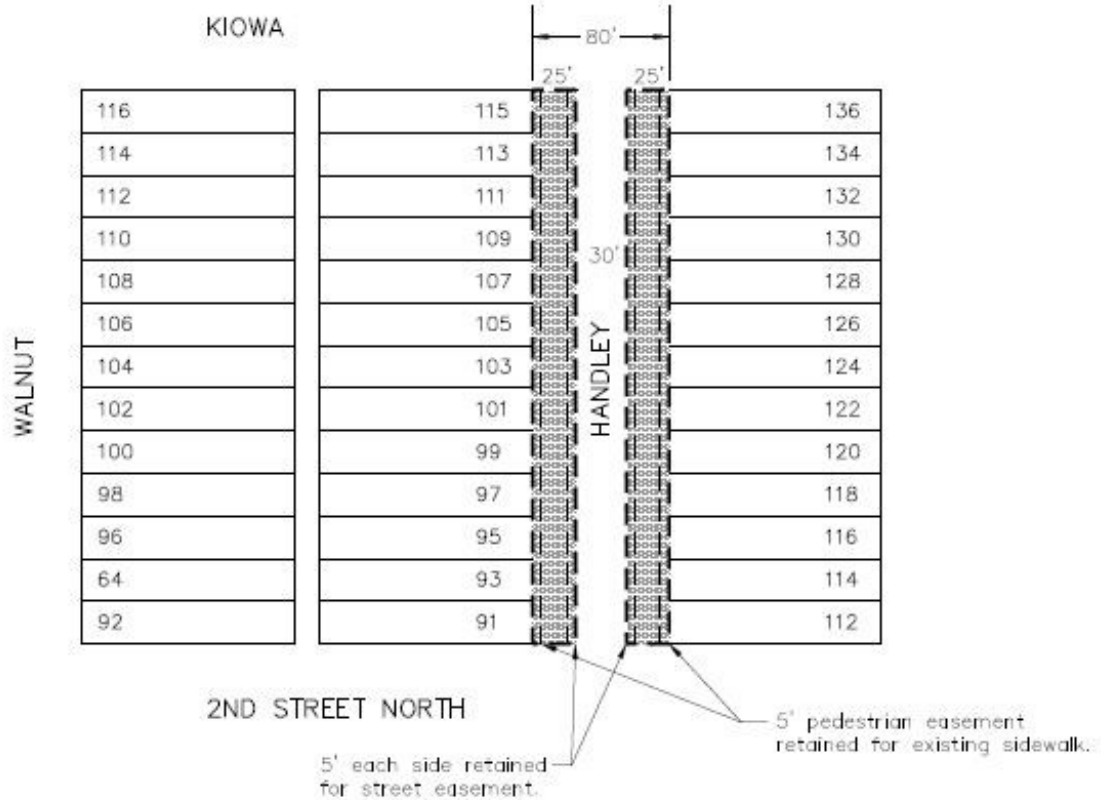 KIOWA
80'
25' 25'
116 115 136
114 113 134
112 111 132
110 109 130
30'
108 107 128
106 105 126
104 103 124
102 101 122
100 99 120
98 97 118
96 95 116
64 93 114
92 91 112
WALNUT
HANDLEY
2ND STREET NORTH
5' each side retained
for street easement.
5' pedestrian easement
retained for existing sidewalk.